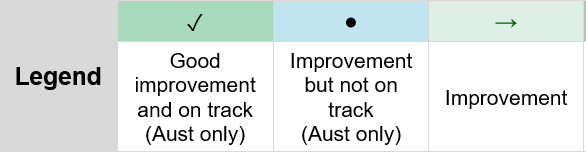 ✓ ● →
Legend
Good
improvement
and on track
(Aust only)
Improvement
but not on
track
(Aust only)
Improvement